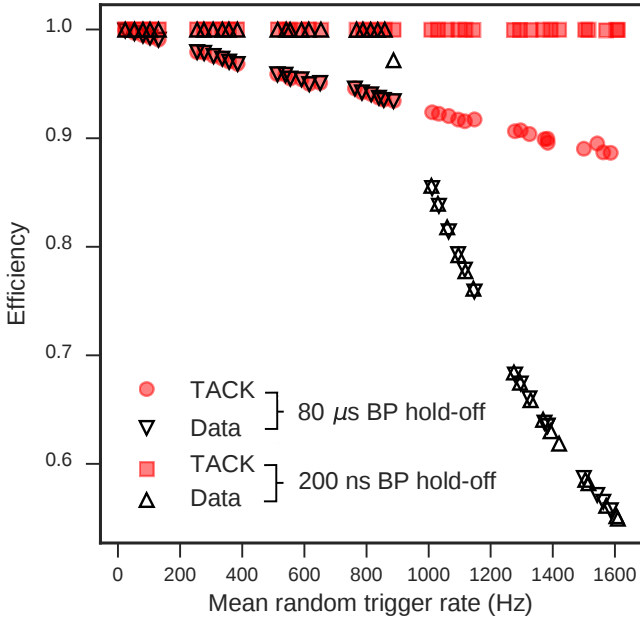 1.0
0.9
0.8
0.7
0.6
Efficiency
TACK
Data
80 μs BP hold-off
TACK
Data
200 ns BP hold-off
0 200 400 600 800 1000 1200 1400 1600
Mean random trigger rate (Hz)